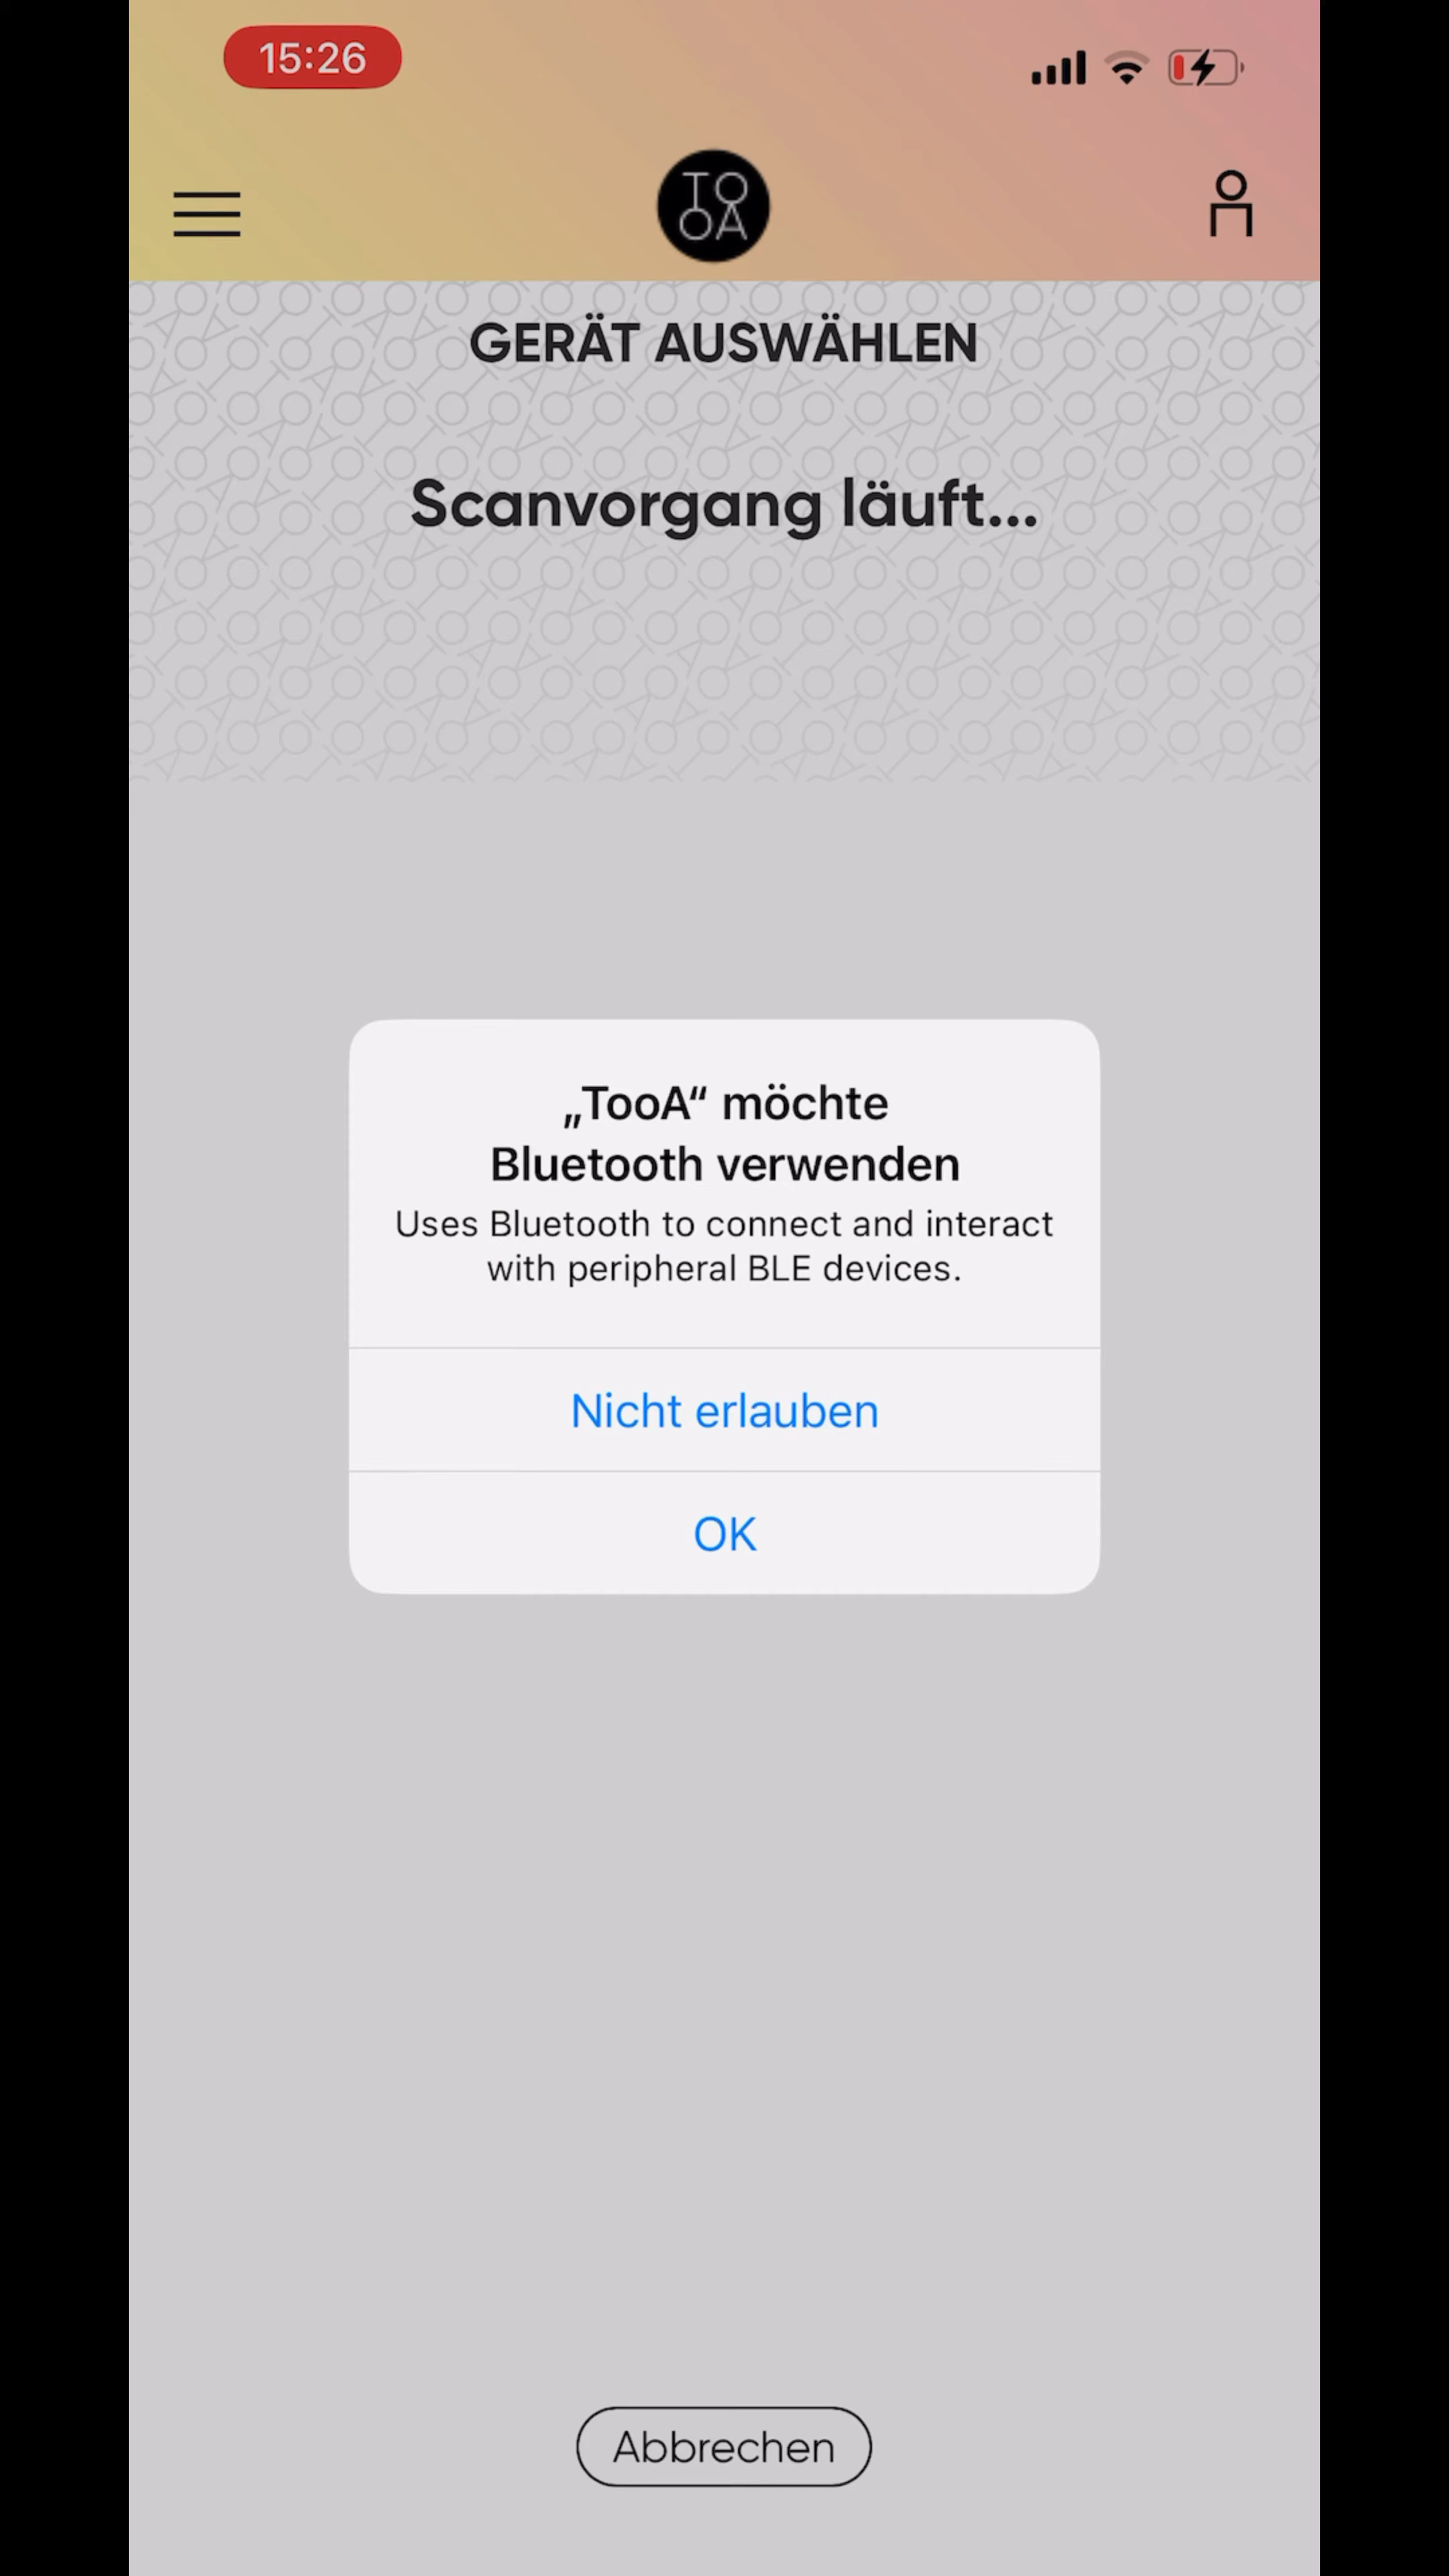 15:26
TO
OA
GERÄT AUSWÄHLEN
Scanvorgang läuft...
„TooA“ möchte
Bluetooth verwenden
Uses Bluetooth to connect and interact
with peripheral BLE devices.
Nicht erlauben
OK
Abbrechen